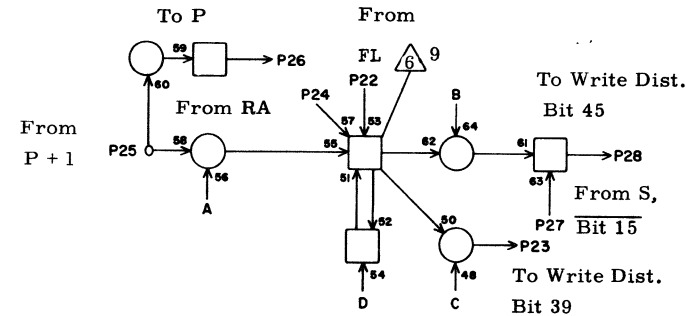 To P
From
59
P26
FL
6
9
60
P22
P24
B
To Write Dist.
From RA
57
53
64
Bit 45
From
P25
58
55
62
61
P28
P + 1
56
51
63
From S,
A
52
50
P27
Bit 15
P23
54
48
To Write Dist.
D
C
Bit 39